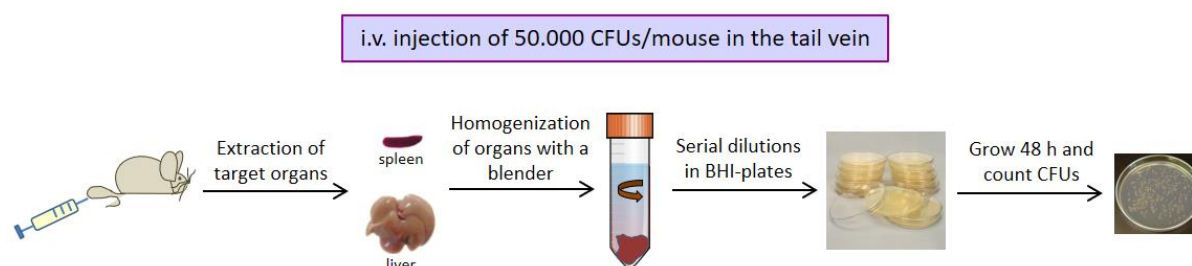 i.v. injection of 50.000 CFUs/mouse in the tail vein
Extraction of
target organs
spleen
liver
Homogenization
of organs with a
blender
Serial dilutions
in BHI-plates
Grow 48 h and
count CFUs